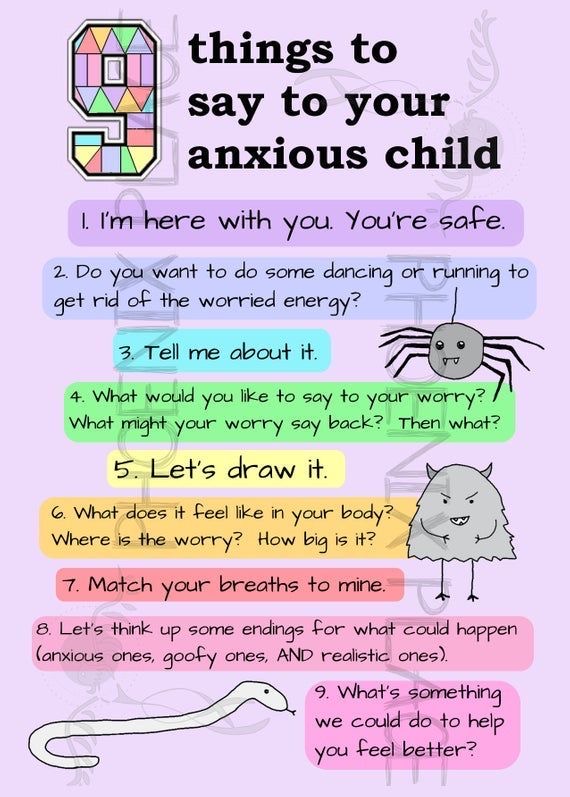 9 things to
say to your
anxious child
1. I'm here with you. You're safe.
2. Do you want to do some dancing or running to
get rid of the worried energy?
3. Tell me about it.
4. What would you like to say to your worry?
What might your worry say back? Then what?
5. Let's draw it.
6. What does it feel like in your body?
Where is the worry? How big is it?
7. Match your breaths to mine.
8. Let's think up some endings for what could happen
(anxious ones, goofy ones, AND realistic ones).
9. What's something
we could do to help
you feel better?
PHOENIX PLACE
PHOENIX PLACE